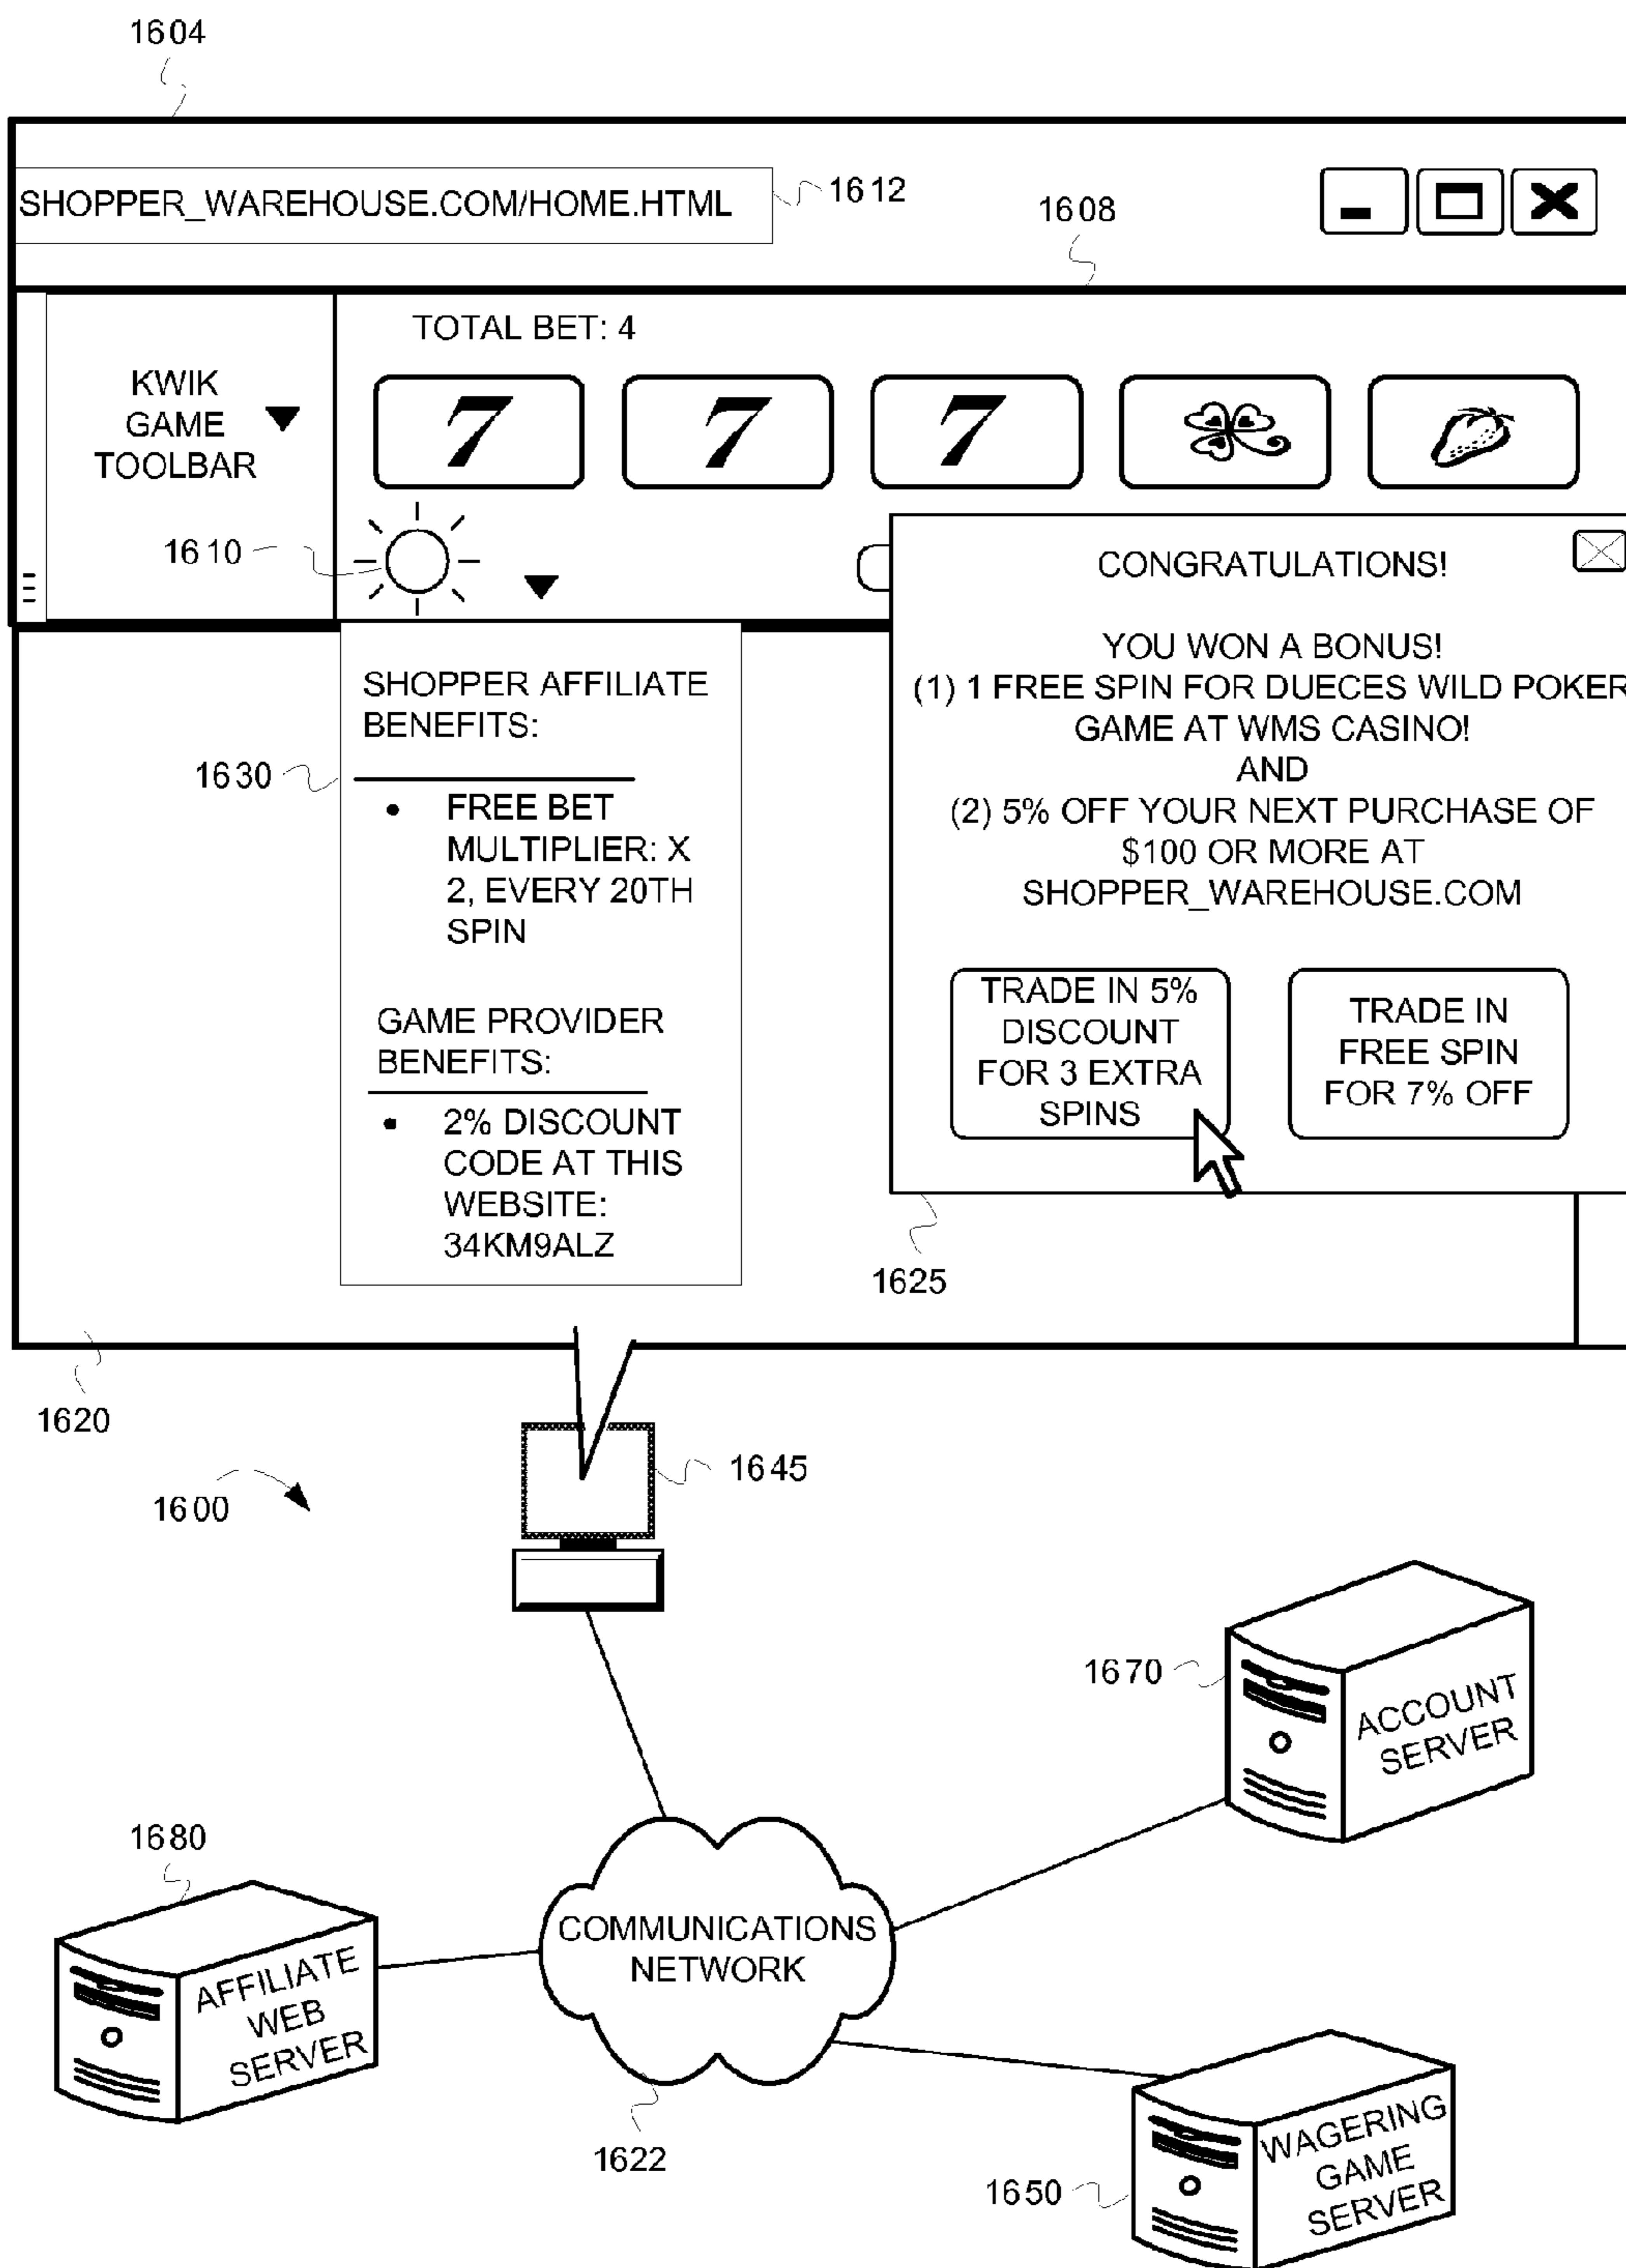 1604
SHOPPER_WAREHOUSE.COM/HOME.HTML
1612
1608
KWIK
GAME
TOOLBAR
TOTAL BET: 4
7 7 7
1610
SHOPPER AFFILIATE
BENEFITS:
1630
• FREE BET
MULTIPLIER: X
2, EVERY 20TH
SPIN
GAME PROVIDER
BENEFITS:
• 2% DISCOUNT
CODE AT THIS
WEBSITE:
34KM9ALZ
CONGRATULATIONS!
YOU WON A BONUS!
(1) 1 FREE SPIN FOR DUECES WILD POKER
GAME AT WMS CASINO!
AND
(2) 5% OFF YOUR NEXT PURCHASE OF
$100 OR MORE AT
SHOPPER_WAREHOUSE.COM
TRADE IN 5%
DISCOUNT
FOR 3 EXTRA
SPINS
TRADE IN
FREE SPIN
FOR 7% OFF
1625
1620
1645
1600
1670
ACCOUNT
SERVER
1680
AFFILIATE
WEB
SERVER
COMMUNICATIONS
NETWORK
1622
1650
WAGERING
GAME
SERVER